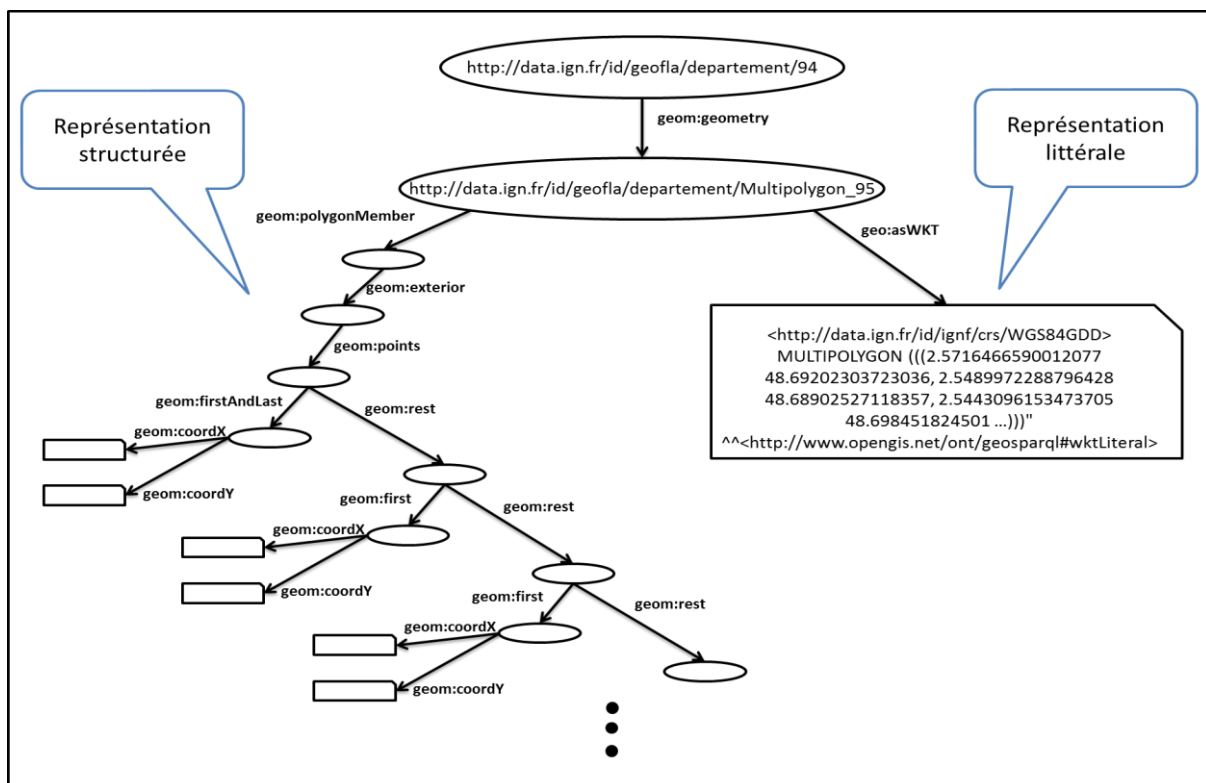 http://data.ign.fr/id/geofla/departement/94
Représentation
structurée
geom:geometry
Représentation
littérale
http://data.ign.fr/id/geofla/departement/Multipolygon_95
geom:polygonMember
geo:asWKT
geom:exterior
<http://data.ign.fr/id/ignf/crs/WGS84GDD>
MULTIPOLYGON (((2.5716466590012077
48.69202303723036, 2.5489972288796428
48.68902527118357, 2.5443096153473705
48.698451824501 ...)))"
^^<http://www.opengis.net/ont/geosparql#wktLiteral>
geom:points
geom:firstAndLast
geom:rest
geom:coordX
geom:coordY
geom:first
geom:rest
geom:coordX
geom:coordY
geom:first
geom:rest
geom:coordX
geom:coordY